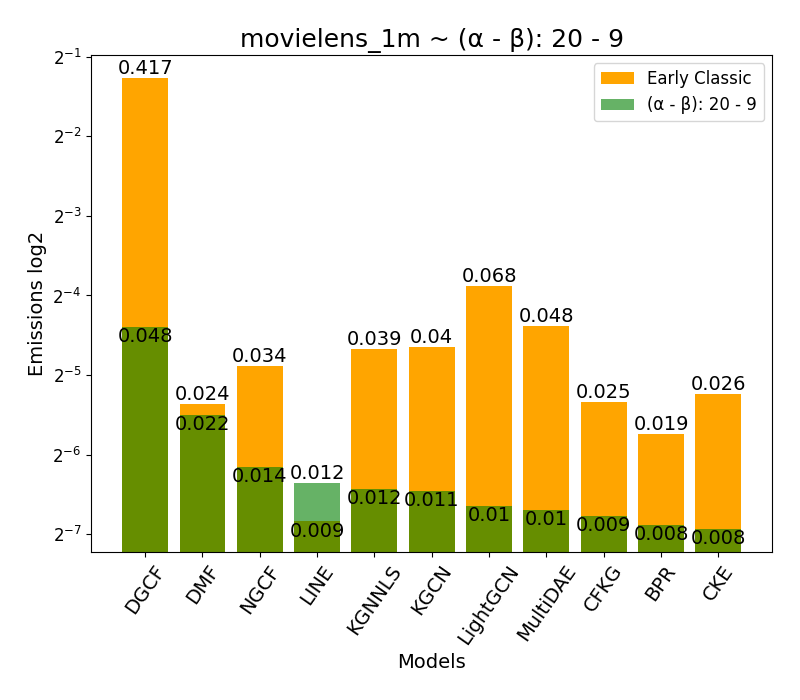 movielens_1m ~ (α - β): 20 - 9
Early Classic
(α - β): 20 - 9
Emissions log2
2⁻¹
2⁻²
2⁻³
2⁻⁴
2⁻⁵
2⁻⁶
2⁻⁷
0.417
0.024
0.034
0.012
0.039
0.04
0.068
0.048
0.025
0.019
0.026
0.048
0.022
0.014
0.009
0.012
0.011
0.01
0.01
0.009
0.008
0.008
DGCF
DMF
NGCF
LINE
KGNNLS
KGCN
LightGCN
MultiDAE
CFKG
BPR
CKE
Models